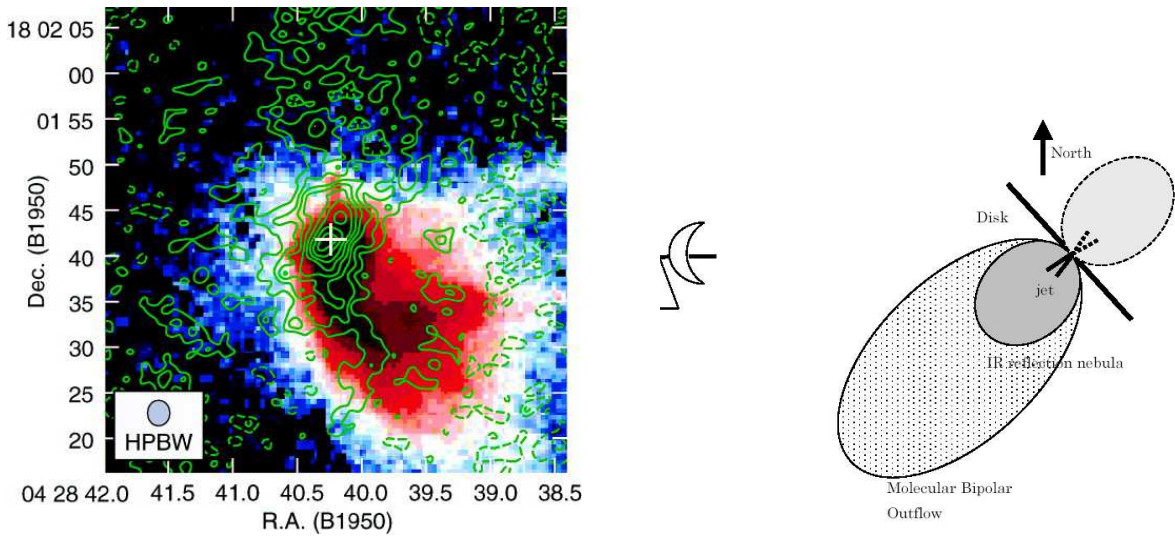 18 02 05
00
01 55
50
45
40
35
30
25
20
Dec. (B1950)
HPBW
04 28 42.0 41.5 41.0 40.5 40.0 39.5 39.0 38.5
R.A. (B1950)
North
Disk
jet
IR reflection nebula
Molecular Bipolar
Outflow